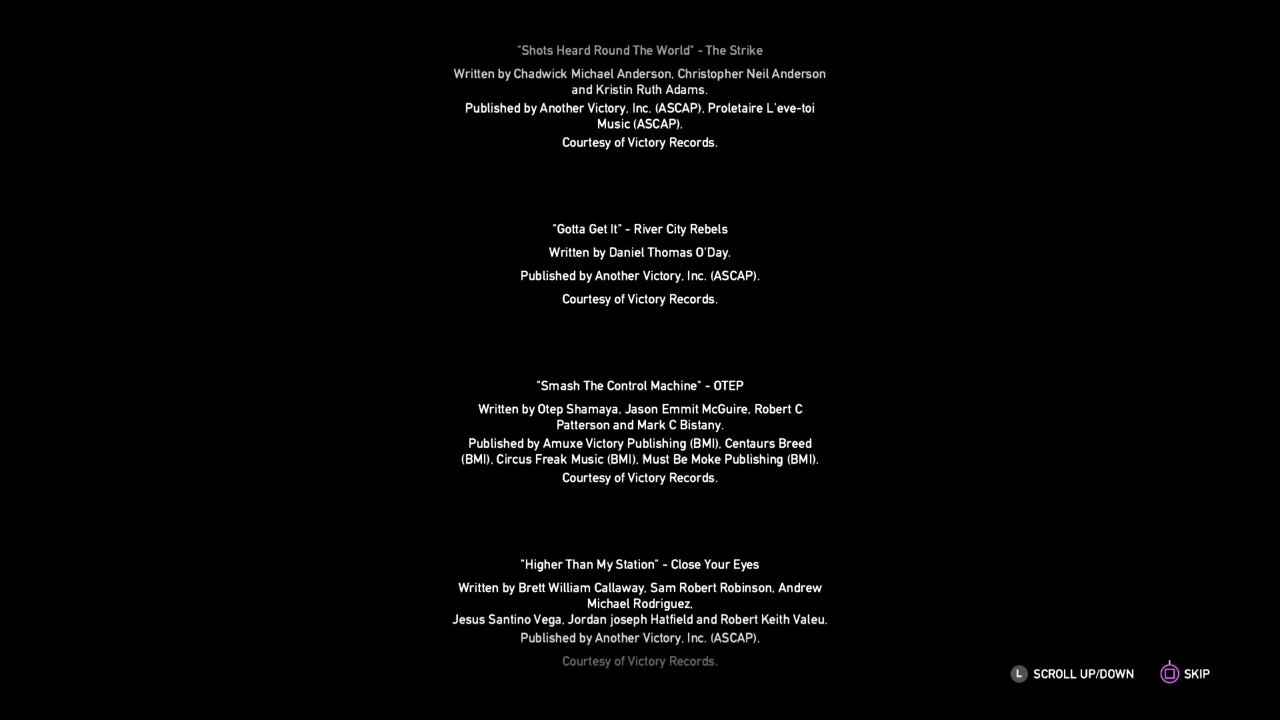 "Shots Heard Round The World" - The Strike
Written by Chadwick Michael Anderson, Christopher Neil Anderson
and Kristin Ruth Adams.
Published by Another Victory, Inc. (ASCAP), Proletaire L'eve-toi
Music (ASCAP).
Courtesy of Victory Records.
"Gotta Get It" - River City Rebels
Written by Daniel Thomas O'Day.
Published by Another Victory, Inc. (ASCAP).
Courtesy of Victory Records.
"Smash The Control Machine" - OTEP
Written by Otep Shamaya, Jason Emmit McGuire, Robert C
Patterson and Mark C Bistany.
Published by Amuxe Victory Publishing (BMI), Centaurs Breed
(BMI), Circus Freak Music (BMI), Must Be Moke Publishing (BMI).
Courtesy of Victory Records.
"Higher Than My Station" - Close Your Eyes
Written by Brett William Callaway, Sam Robert Robinson, Andrew
Michael Rodriguez,
Jesus Santino Vega, Jordan joseph Hatfield and Robert Keith Valeu.
Published by Another Victory, Inc. (ASCAP).
Courtesy of Victory Records.
L SCROLL UP/DOWN SKIP